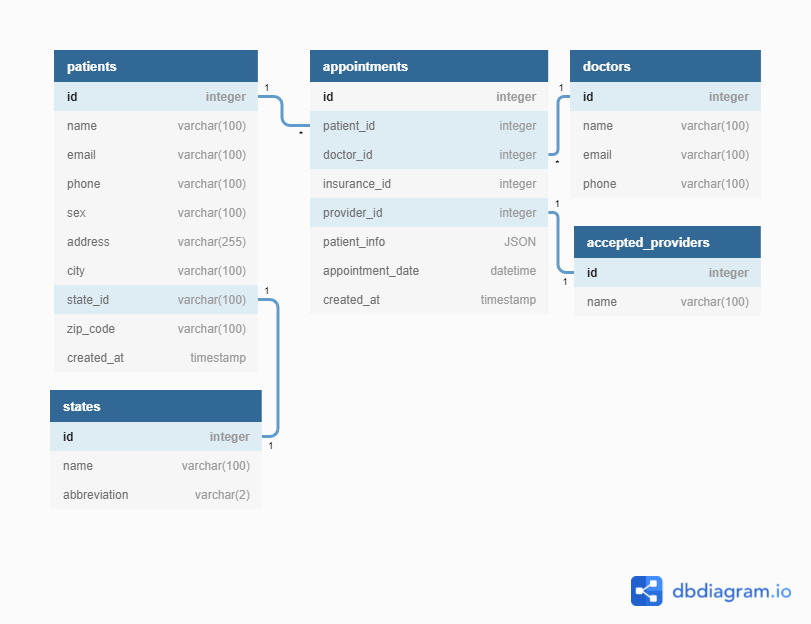 patients
id integer
name varchar(100)
email varchar(100)
phone varchar(100)
sex varchar(100)
address varchar(255)
city varchar(100)
state_id varchar(100)
zip_code varchar(100)
created_at timestamp
1
*
1
states
id integer
name varchar(100)
abbreviation varchar(2)
1
appointments
id integer
patient_id integer
doctor_id integer
insurance_id integer
provider_id integer
patient_info JSON
appointment_date datetime
created_at timestamp
1
*
1
1
doctors
id integer
name varchar(100)
email varchar(100)
phone varchar(100)
accepted_providers
id integer
name varchar(100)
dbdiagram.io